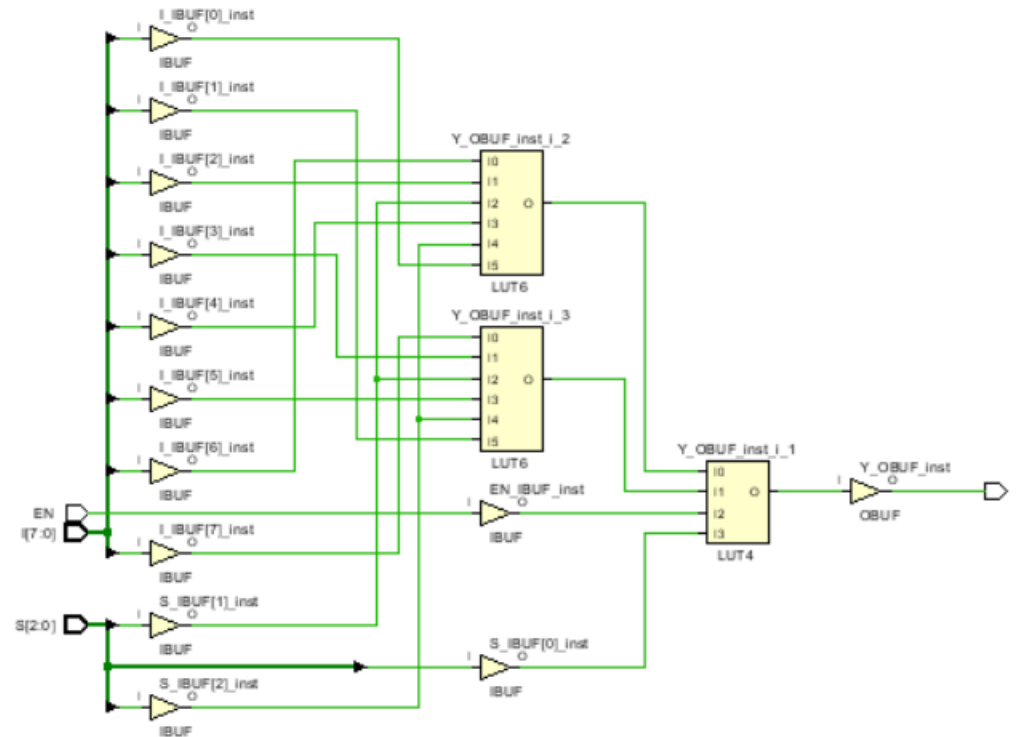 I_IBUF[0]_inst
I
O
IBUF
I_IBUF[1]_inst
I
O
IBUF
I_IBUF[2]_inst
I
O
IBUF
I_IBUF[3]_inst
I
O
IBUF
I_IBUF[4]_inst
I
O
IBUF
I_IBUF[5]_inst
I
O
IBUF
I_IBUF[6]_inst
I
O
IBUF
EN
I[7:0]
I_IBUF[7]_inst
I
O
IBUF
S[2:0]
S_IBUF[1]_inst
I
O
IBUF
S_IBUF[2]_inst
I
O
IBUF
Y_OBUF_inst_i_2
I0
I1
I2
I3
I4
I5
O
LUT6
Y_OBUF_inst_i_3
I0
I1
I2
I3
I4
I5
O
LUT6
EN_IBUF_inst
I
O
IBUF
S_IBUF[0]_inst
I
O
IBUF
Y_OBUF_inst_i_1
I0
I1
I2
I3
O
LUT4
Y_OBUF_inst
I
O
OBUF